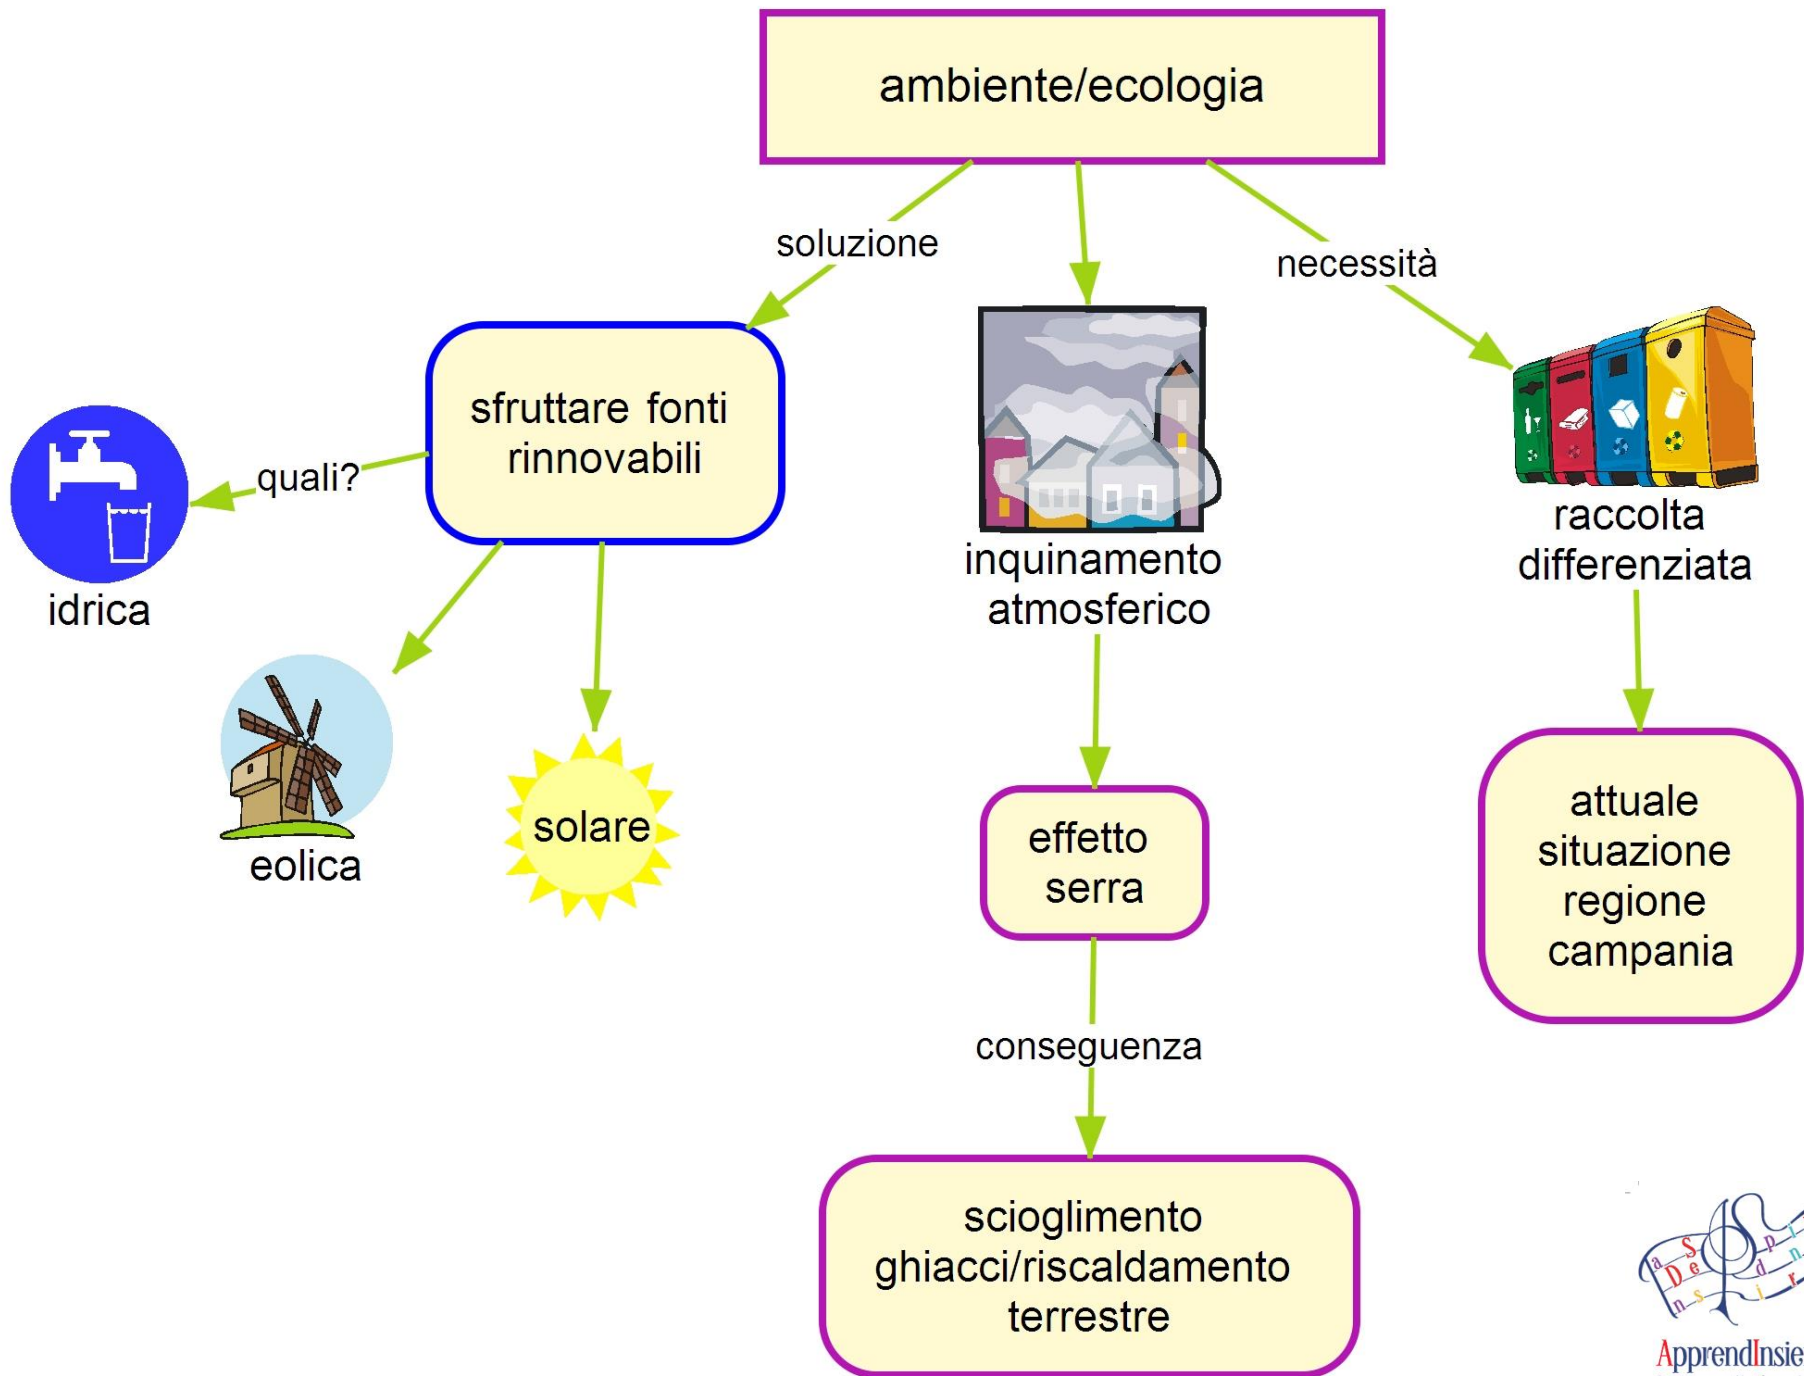 ambiente/ecologia
soluzione
necessità
sfruttare fonti
rinnovabili
quali?
idrica
eolica
solare
inquinamento
atmosferico
effetto
serra
conseguenza
scioglimento
ghiacci/riscaldamento
terrestre
raccolta
differenziata
attuale
situazione
regione
campania
ApprendInsie